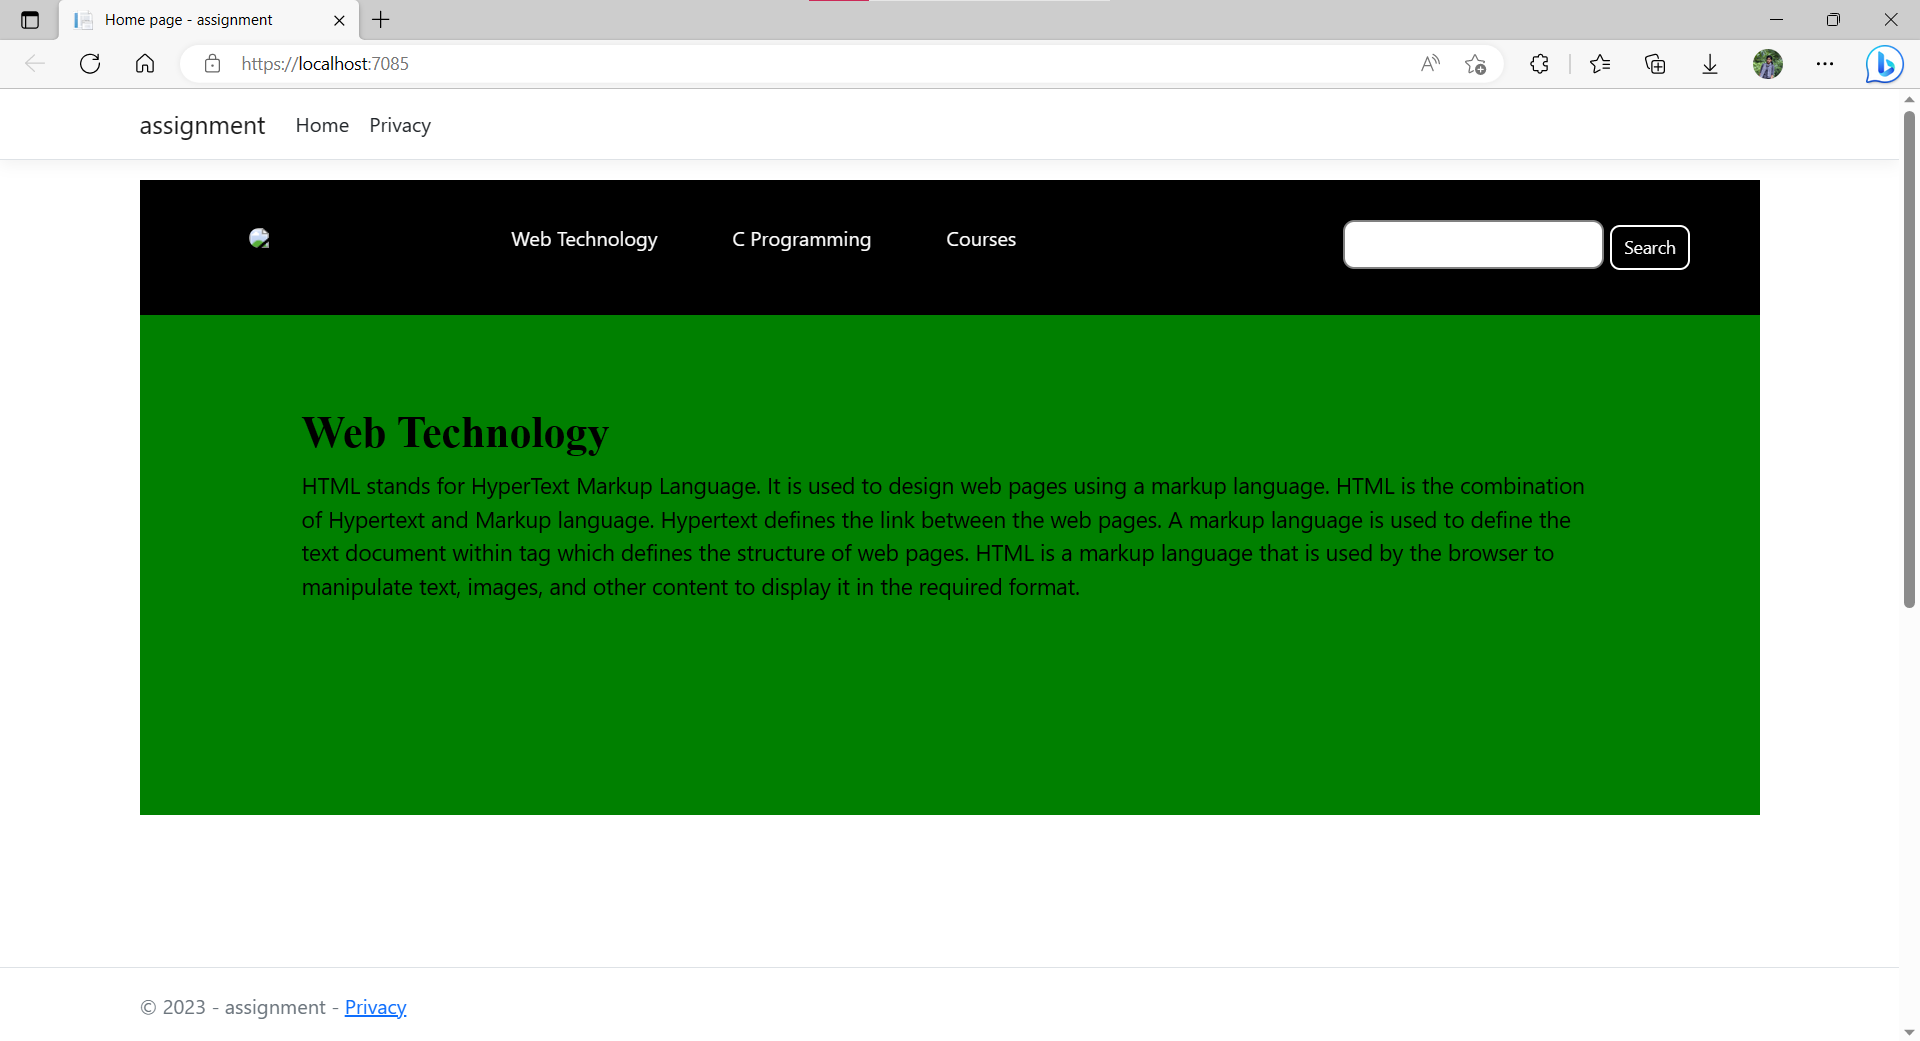 Home page - assignment
https://localhost:7085
assignment Home Privacy
Web Technology C Programming Courses Search
Web Technology
HTML stands for HyperText Markup Language. It is used to design web pages using a markup language. HTML is the combination
of Hypertext and Markup language. Hypertext defines the link between the web pages. A markup language is used to define the
text document within tag which defines the structure of web pages. HTML is a markup language that is used by the browser to
manipulate text, images, and other content to display it in the required format.
© 2023 - assignment - Privacy